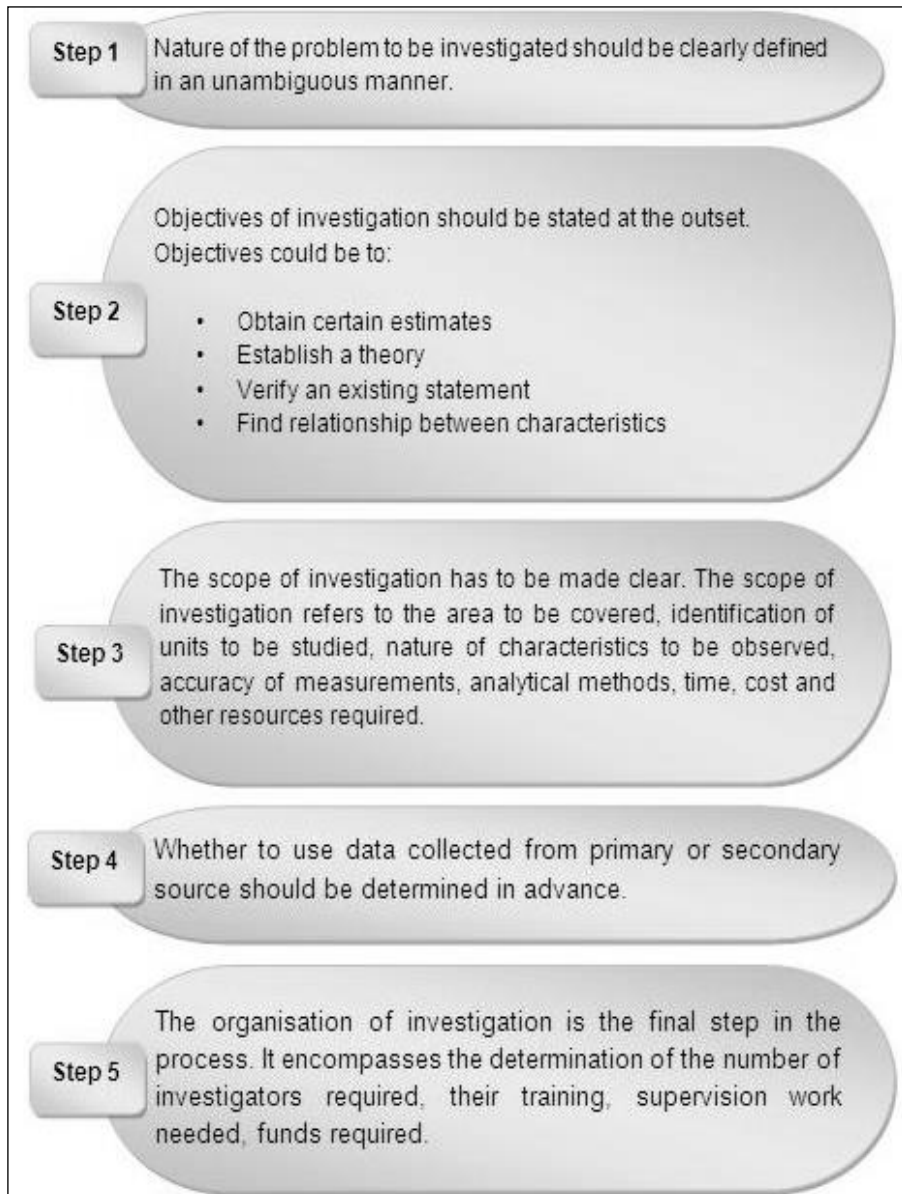 Step 1
Nature of the problem to be investigated should be clearly defined
in an unambiguous manner.
Step 2
Objectives of investigation should be stated at the outset.
Objectives could be to:
• Obtain certain estimates
• Establish a theory
• Verify an existing statement
• Find relationship between characteristics
Step 3
The scope of investigation has to be made clear. The scope of
investigation refers to the area to be covered, identification of
units to be studied, nature of characteristics to be observed,
accuracy of measurements, analytical methods, time, cost and
other resources required.
Step 4
Whether to use data collected from primary or secondary
source should be determined in advance.
Step 5
The organisation of investigation is the final step in the
process. It encompasses the determination of the number of
investigators required, their training, supervision work
needed, funds required.